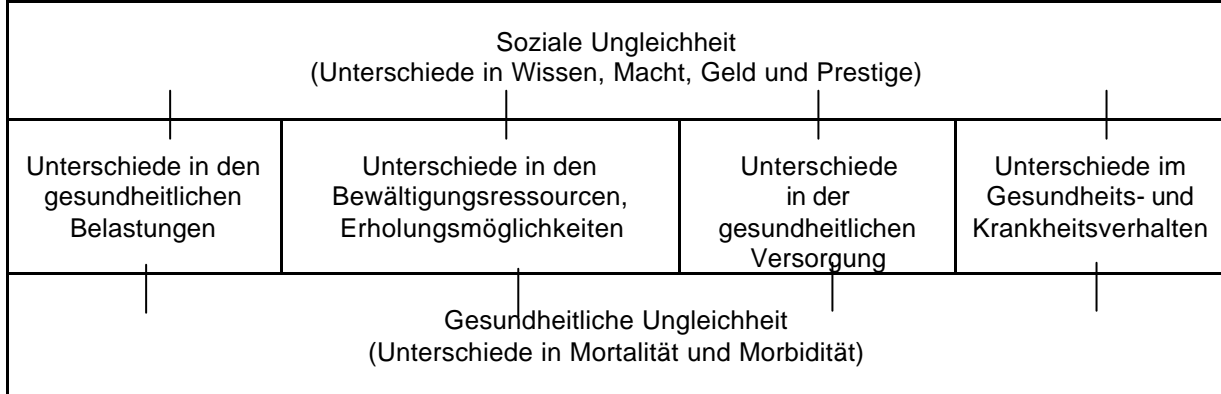 Soziale Ungleichheit
(Unterschiede in Wissen, Macht, Geld und Prestige)
Unterschiede in den
gesundheitlichen
Belastungen
Unterschiede in den
Bewältigungsressourcen,
Erholungsmöglichkeiten
Unterschiede
in der
gesundheitlichen
Versorgung
Unterschiede im
Gesundheits- und
Krankheitsverhalten
Gesundheitliche Ungleichheit
(Unterschiede in Mortalität und Morbidität)